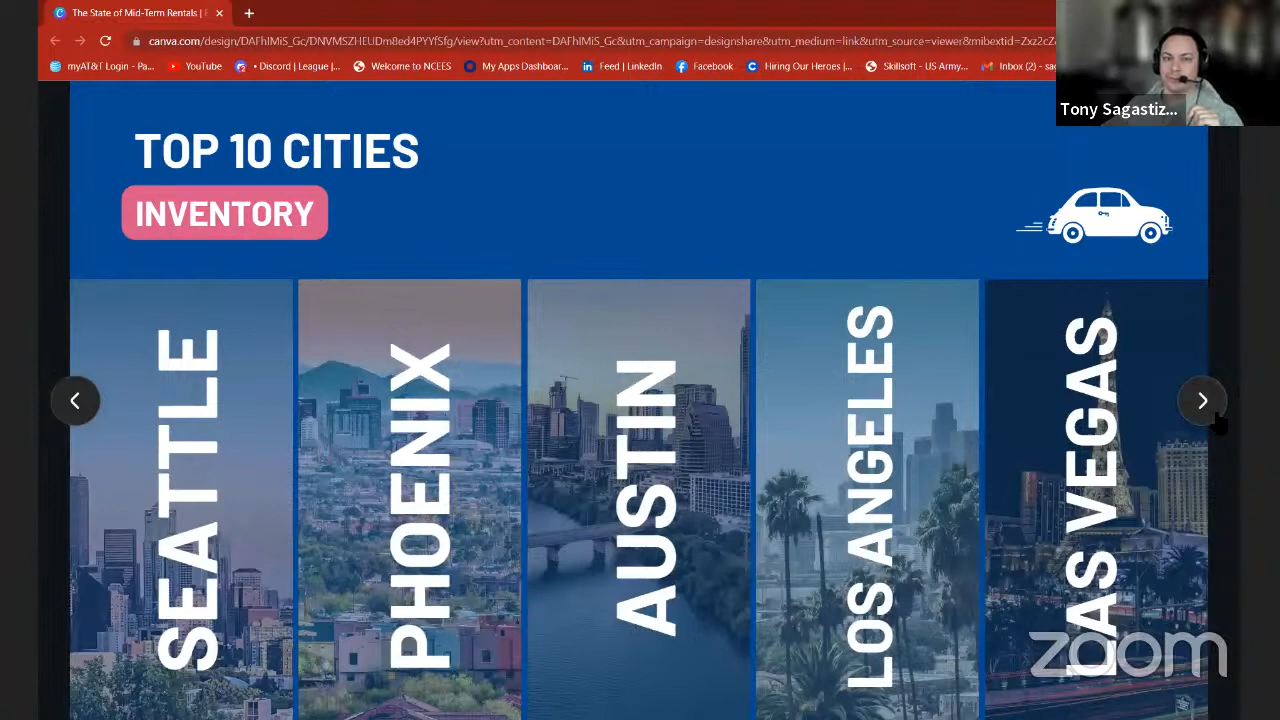 The State of Mid-Term Rentals |
canva.com/design/DAFhIMiS_Gc/DNVMSZHEUDm8ed4PYYfSfg/view?utm_content=DAFhIMiS_Gc&utm_campaign=designshare&utm_medium=link&utm_source=viewer&mibextid=Zxz2cZ
myAT&T Login - Pa... YouTube • Discord | League |... Welcome to NCEES My Apps Dashboar... Feed | LinkedIn Facebook Hiring Our Heroes |... Skillsoft - US Army... Inbox (2) - sa
Tony Sagastiz...
TOP 10 CITIES
INVENTORY
SEATTLE
PHOENIX
AUSTIN
LOS ANGELES
LAS VEGAS
zoom